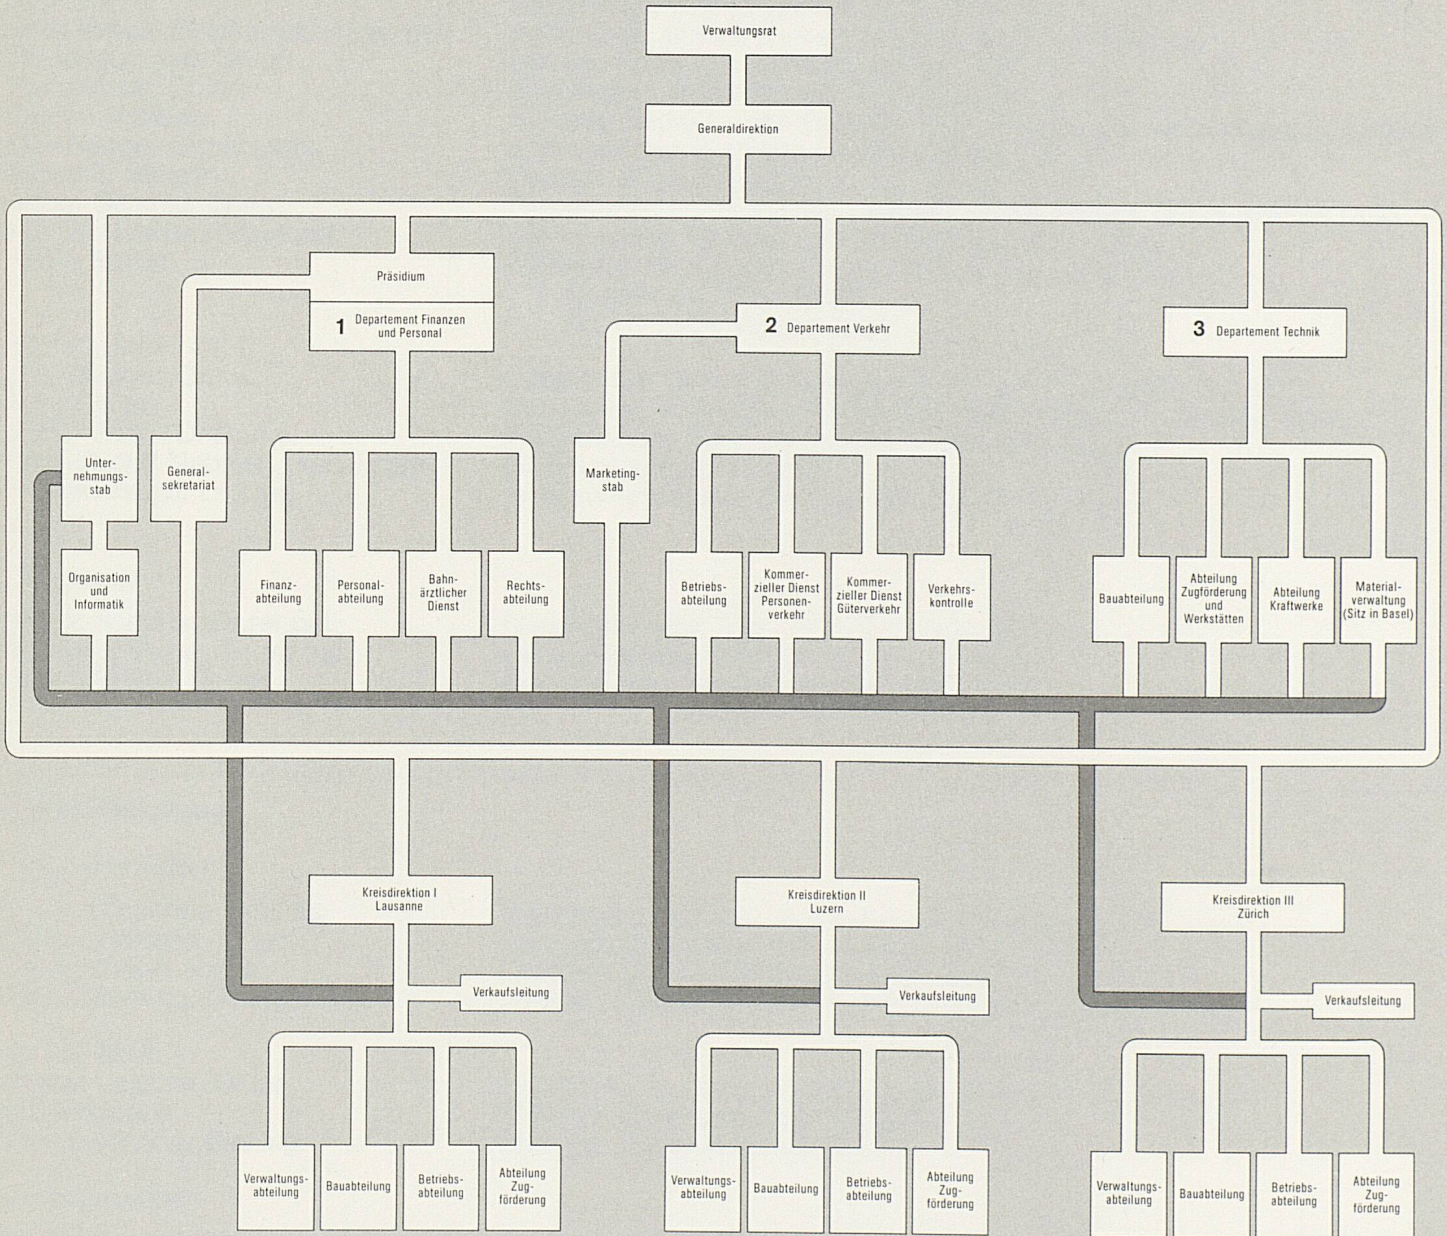 Verwaltungsrat
Generaldirektion
Präsidium
1 Departement Finanzen
und Personal
2 Departement Verkehr
3 Departement Technik
Unter-
nehmungs-
stab
General-
sekretariat
Marketing-
stab
Organisation
und
Informatik
Finanz-
abteilung
Personal-
abteilung
Bahn-
ärztlicher
Dienst
Rechts-
abteilung
Betriebs-
abteilung
Kommer-
zieller Dienst
Personen-
verkehr
Kommer-
zieller Dienst
Güterverkehr
Verkehrs-
kontrolle
Bauabteilung
Abteilung
Zugförderung
und
Werkstätten
Abteilung
Kraftwerke
Material-
verwaltung
(Sitz in Basel)
Kreisdirektion I
Lausanne
Kreisdirektion II
Luzern
Kreisdirektion III
Zürich
Verkaufsleitung
Verkaufsleitung
Verkaufsleitung
Verwaltungs-
abteilung
Bauabteilung
Betriebs-
abteilung
Abteilung
Zug-
förderung
Verwaltungs-
abteilung
Bauabteilung
Betriebs-
abteilung
Abteilung
Zug-
förderung
Verwaltungs-
abteilung
Bauabteilung
Betriebs-
abteilung
Abteilung
Zug-
förderung